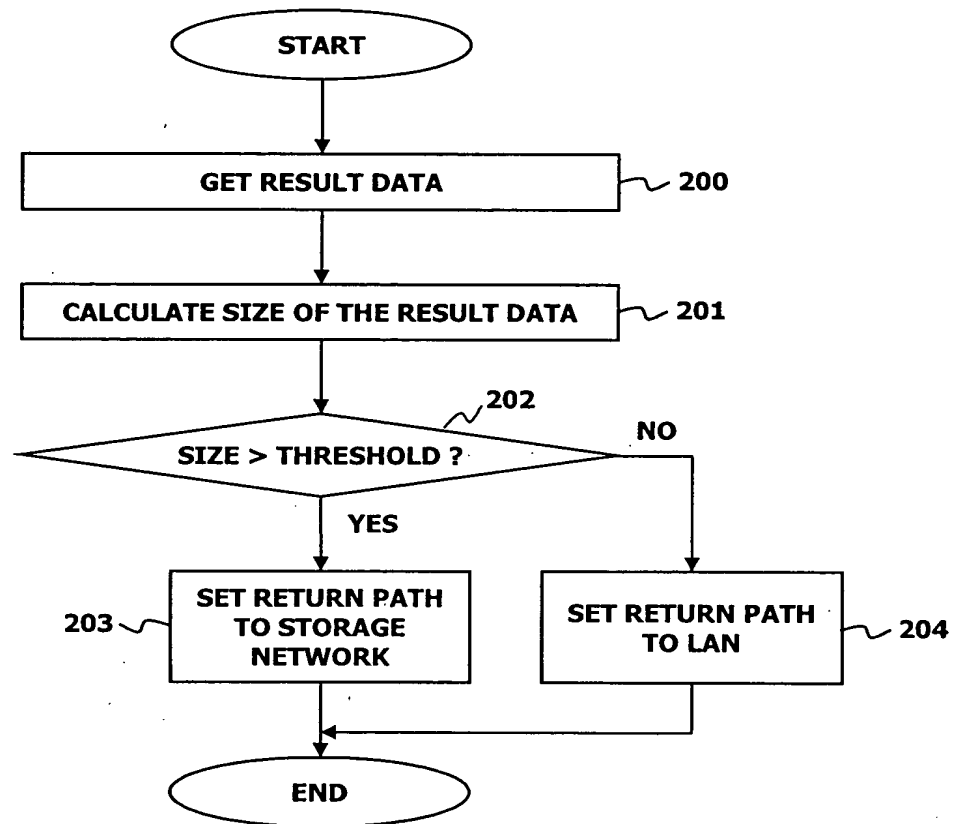 START
GET RESULT DATA
200
CALCULATE SIZE OF THE RESULT DATA
201
202
SIZE > THRESHOLD ?
NO
YES
203
SET RETURN PATH
TO STORAGE
NETWORK
SET RETURN PATH
TO LAN
204
END